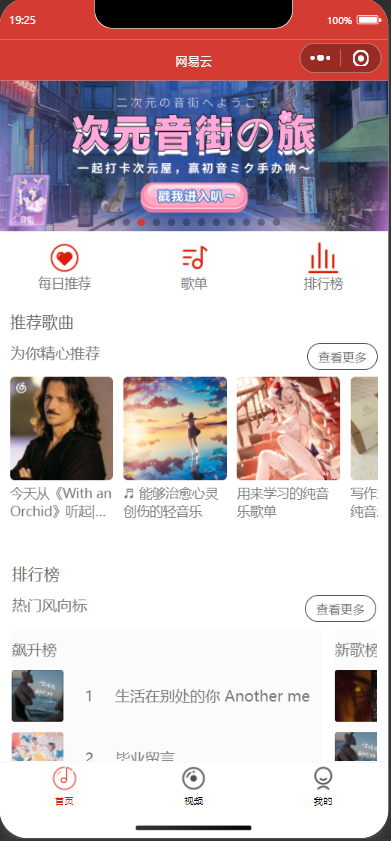 19:25
100%
网易云
二次元の音街へようこそ
次元音街の旅
一起打卡次元屋，赢初音ミク手办呐～
戳我进入叭~
每日推荐
歌单
排行榜
推荐歌曲
为你精心推荐
查看更多
今天从《With an
Orchid》听起|...
♬ 能够治愈心灵
创伤的轻音乐
用来学习的纯音
乐歌单
写作
纯音
排行榜
热门风向标
查看更多
飙升榜
新歌榜
1 生活在别处的你 Another me
2 毕业留言
首页
视频
我的